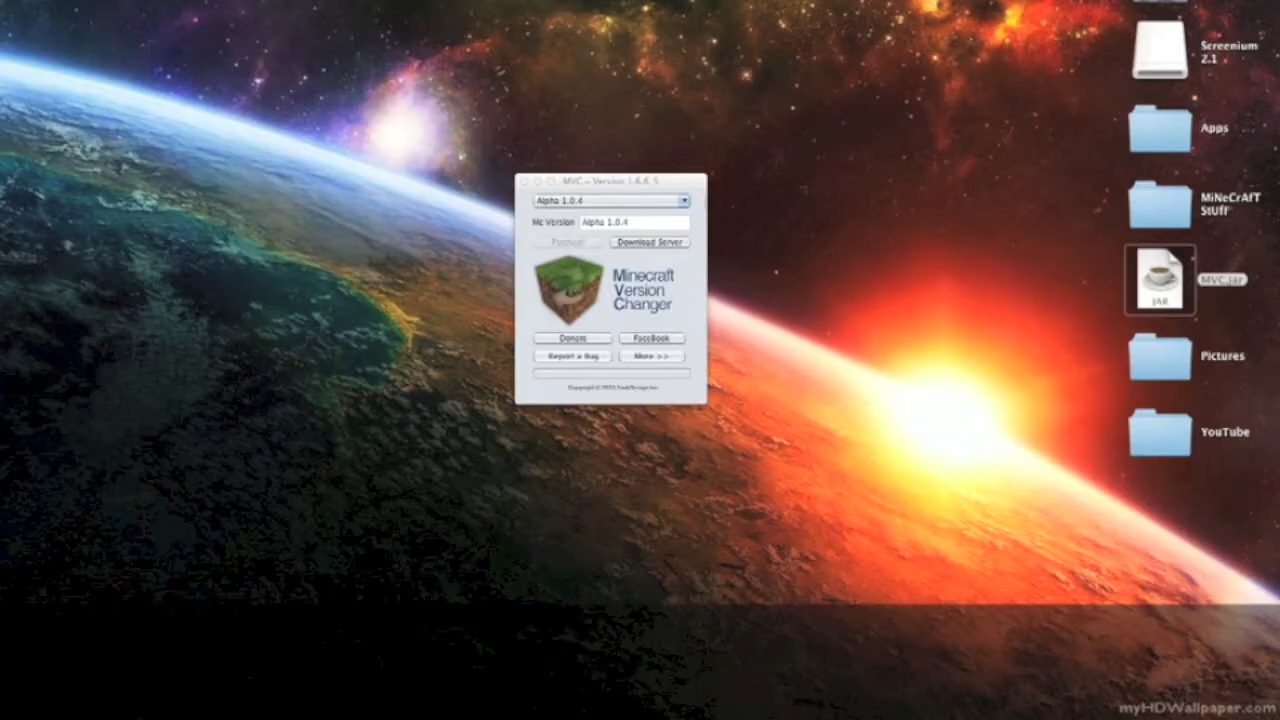 Screenium
2.1
Apps
MiNeCrAfT
StUff
MVC.jar
JAR
Pictures
YouTube
MVC - Version 1.6.6.5
Alpha 1.0.4
Mc Version Alpha 1.0.4
Download Server
Minecraft
Version
Changer
Donate FaceBook
Report a Bug More >>
myHDWallpaper.com